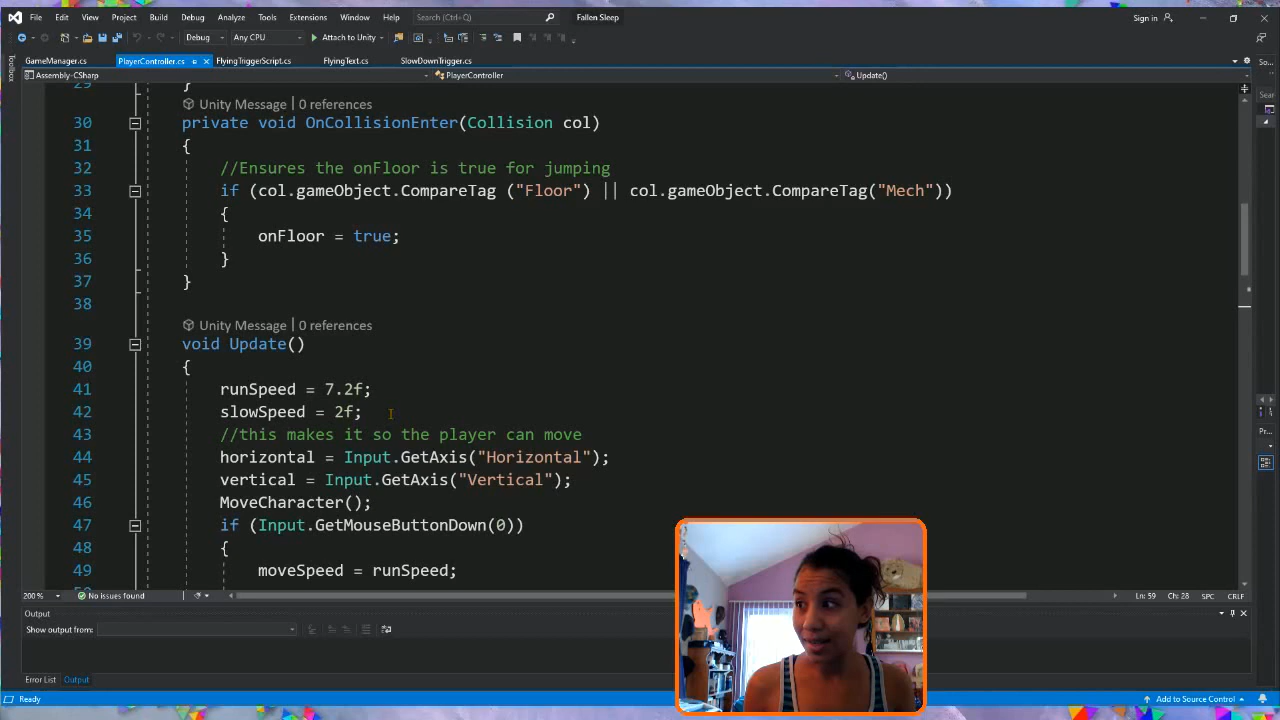 File Edit View Project Build Debug Analyze Tools Extensions Window Help Search (Ctrl+Q) Fallen Sleep Sign in
Debug Any CPU Attach to Unity
GameManager.cs PlayerController.cs FlyingTriggerScript.cs FlyingText.cs SlowDownTrigger.cs So...
Toolbox
Assembly-CSharp PlayerController Update()
Sear
29 }
Unity Message | 0 references
30 private void OnCollisionEnter(Collision col)
31 {
32 //Ensures the onFloor is true for jumping
33 if (col.gameObject.CompareTag ("Floor") || col.gameObject.CompareTag("Mech"))
34 {
35 onFloor = true;
36 }
37 }
38
Unity Message | 0 references
39 void Update()
40 {
41 runSpeed = 7.2f;
42 slowSpeed = 2f;
43 //this makes it so the player can move
Pr...
44 horizontal = Input.GetAxis("Horizontal");
45 vertical = Input.GetAxis("Vertical");
46 MoveCharacter();
47 if (Input.GetMouseButtonDown(0))
48 {
49 moveSpeed = runSpeed;
200 % No issues found Ln: 59 Ch: 28 SPC CRLF
Output
Show output from:
Error List Output
Ready Add to Source Control